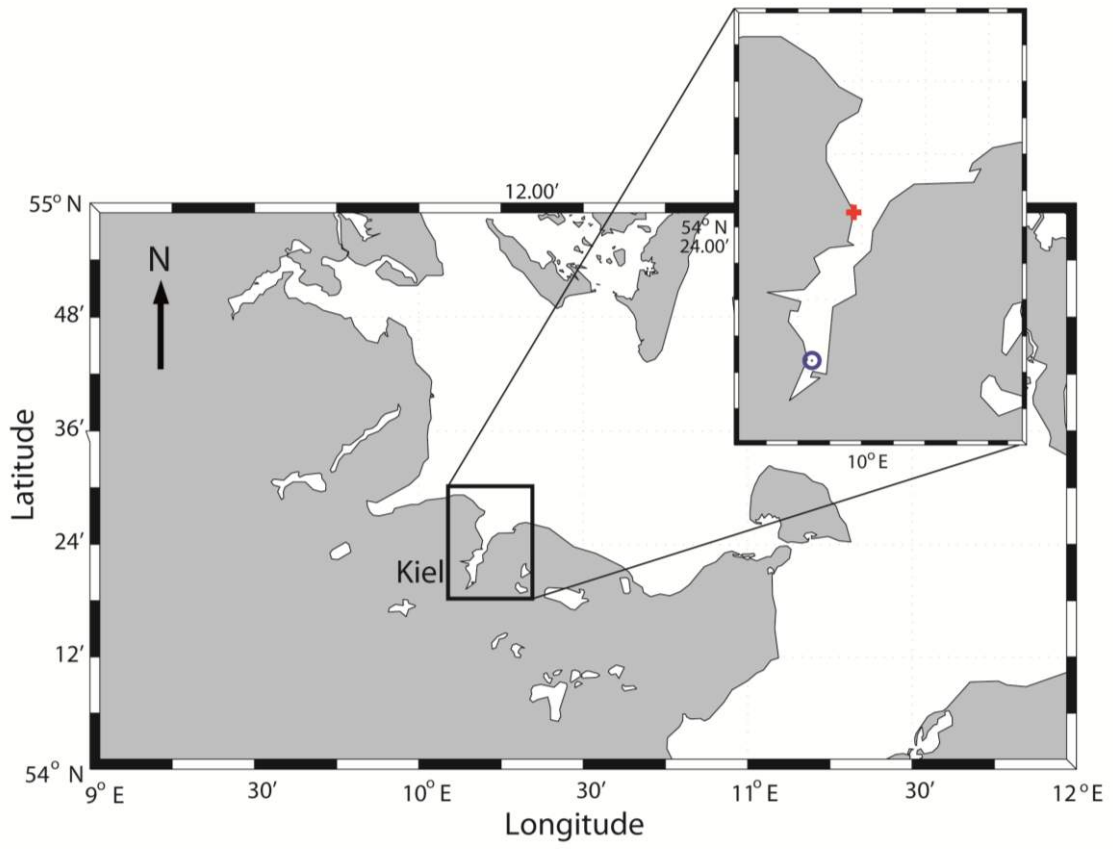 12.00′
55° N
54° N
24.00′
N
48′
36′
10° E
24′
Kiel
12′
54° N
9° E
30′
10° E
30′
11° E
30′
12° E
Latitude
Longitude